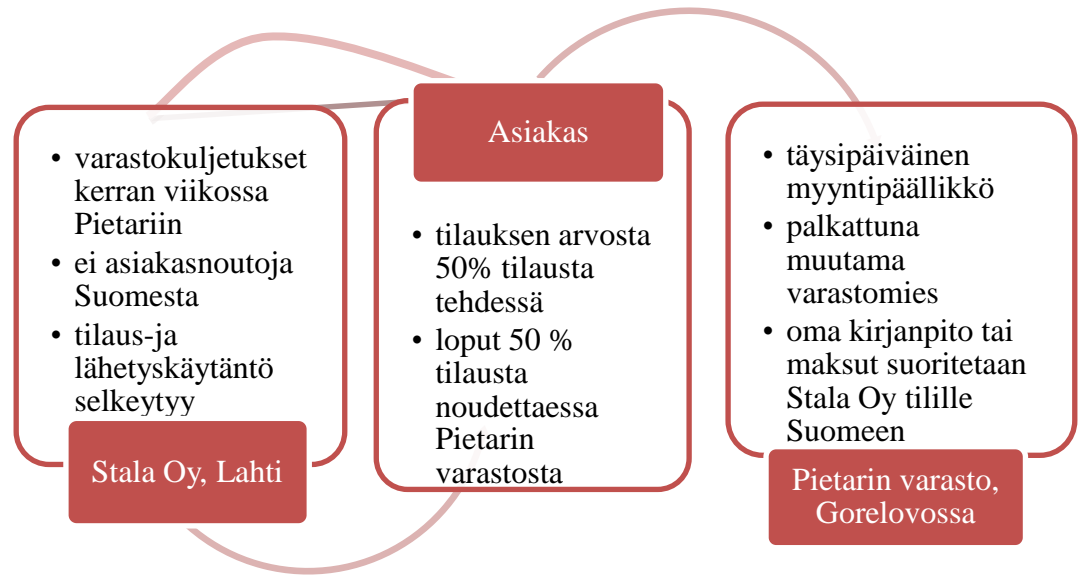 • varastokuljetukset
kerran viikossa
Pietariin
• ei asiakasnoutoja
Suomesta
• tilaus-ja
lähetyskäytäntö
selkeytyy
Stala Oy, Lahti
Asiakas
• tilauksen arvosta
50% tilausta
tehdessä
• loput 50 %
tilausta
noudettaessa
Pietarin
varastosta
• täysipäiväinen
myyntipäällikkö
• palkattuna
muutama
varastomies
• oma kirjanpito tai
maksut suoritetaan
Stala Oy tilille
Suomeen
Pietarin varasto,
Gorelovossa